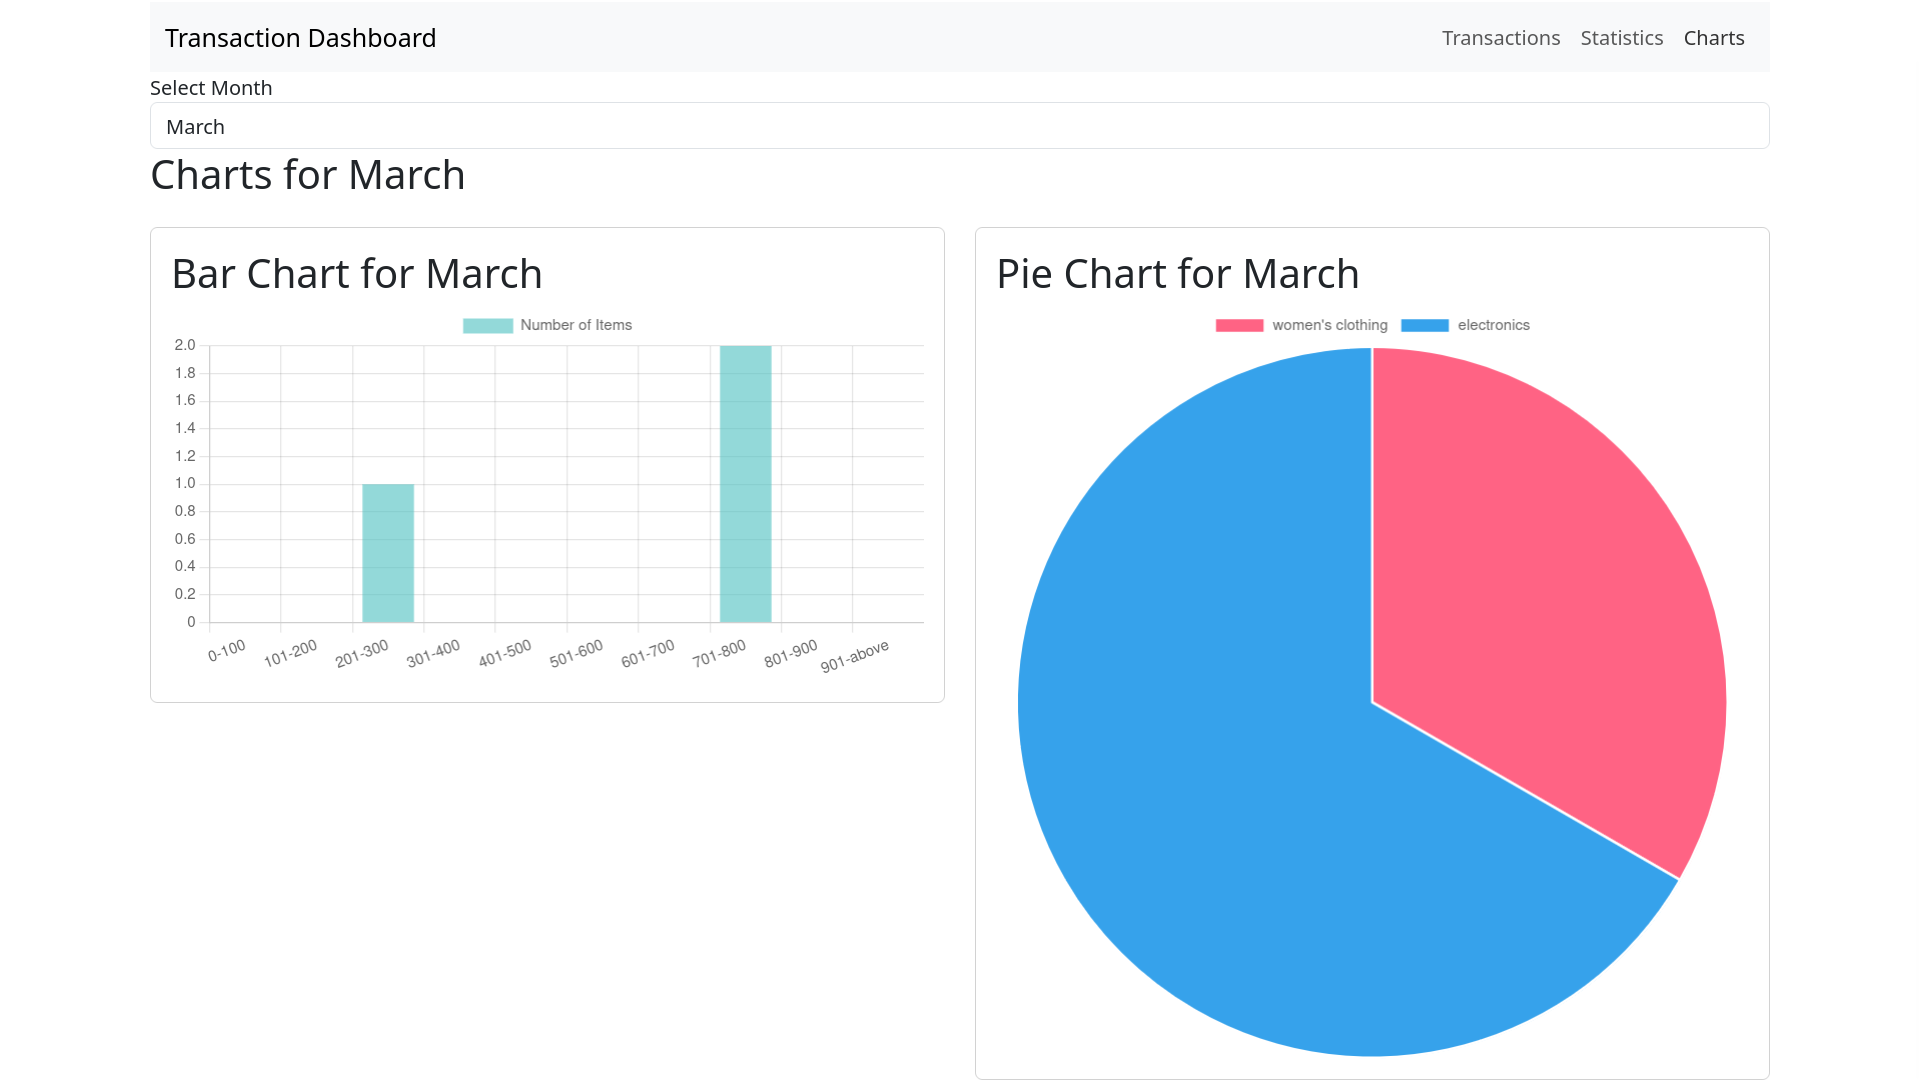 Transaction Dashboard
Transactions Statistics Charts
Select Month
March
Charts for March
Bar Chart for March
Number of Items
2.0
1.8
1.6
1.4
1.2
1.0
0.8
0.6
0.4
0.2
0
0-100 101-200 201-300 301-400 401-500 501-600 601-700 701-800 801-900 901-above
Pie Chart for March
women's clothing electronics